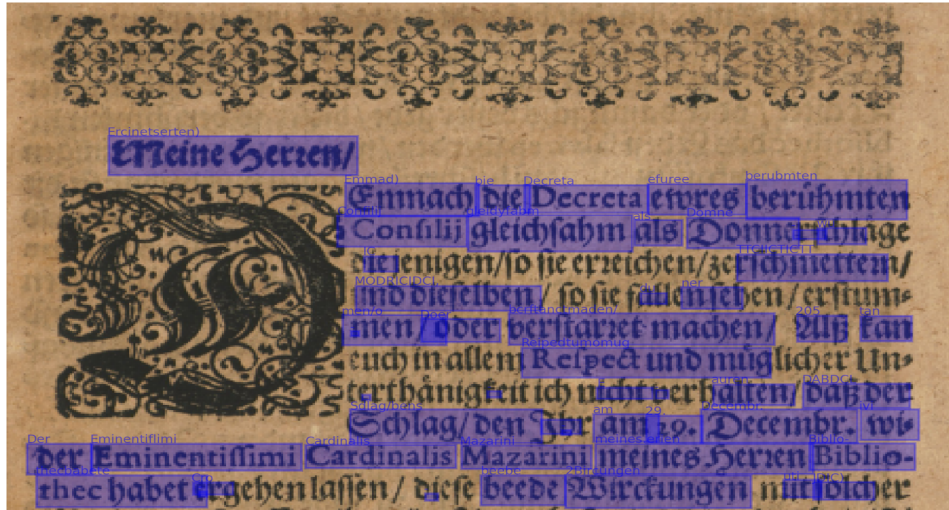 Meine Herren/
DEmnach die Decreta ewres berühmten
Consilij gleichsahm als Donnerschläge
diejenigen/so sie erreichen/zerschmettern/
und dieselben/ so sie fallen sehen/erstum-
men/oder verstarret machen/ Alß kan
euch in allem Respect und müglicher Un-
terthänigkeit ich nicht verhalten/ daß der
Schlag/den Ihr am 29. Decembr. wi-
der Eminentissimi Cardinalis Mazarini meines Herren Biblio-
thec habet ergehen lassen/ diese beede Wirckungen mit solcher